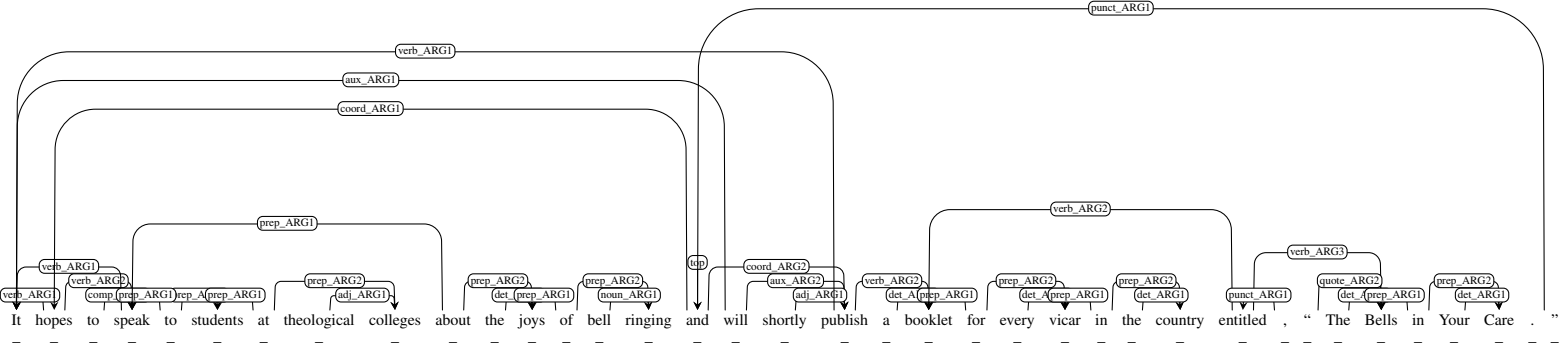 punct_ARG1
verb_ARG1
aux_ARG1
coord_ARG1
verb_ARG2
prep_ARG1
verb_ARG3
verb_ARG1 top coord_ARG2
verb_ARG2 prep_ARG2 prep_ARG2 prep_ARG2 aux_ARG2 verb_ARG2 prep_ARG2 prep_ARG2 quote_ARG2 prep_ARG2
verb_ARG1 comp_ prep_ARG1 prep_ARG1 adj_ARG1 prep_ARG1 noun_ARG1 adj_ARG1 prep_ARG1 prep_ARG1 det_ARG1 punct_ARG1 prep_ARG1 det_ARG1
It hopes to speak to students at theological colleges about the joys of bell ringing and will shortly publish a booklet for every vicar in the country entitled , “ The Bells in Your Care . ”
_ _ _ _ _ _ _ _ _ _ _ _ _ _ _ _ _ _ _ _ _ _ _ _ _ _ _ _ _ _ _ _ _ _ _ _ _